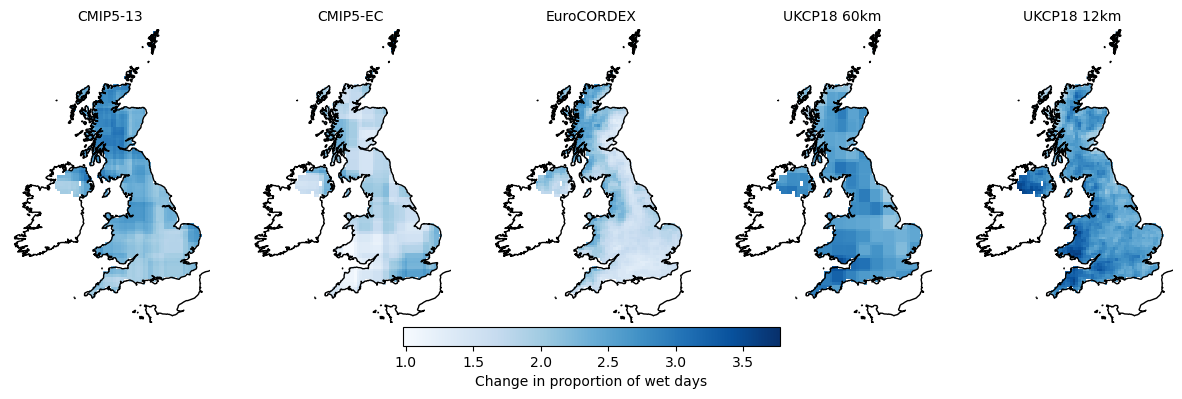 CMIP5-13 CMIP5-EC EuroCORDEX UKCP18 60km UKCP18 12km
1.0 1.5 2.0 2.5 3.0 3.5
Change in proportion of wet days